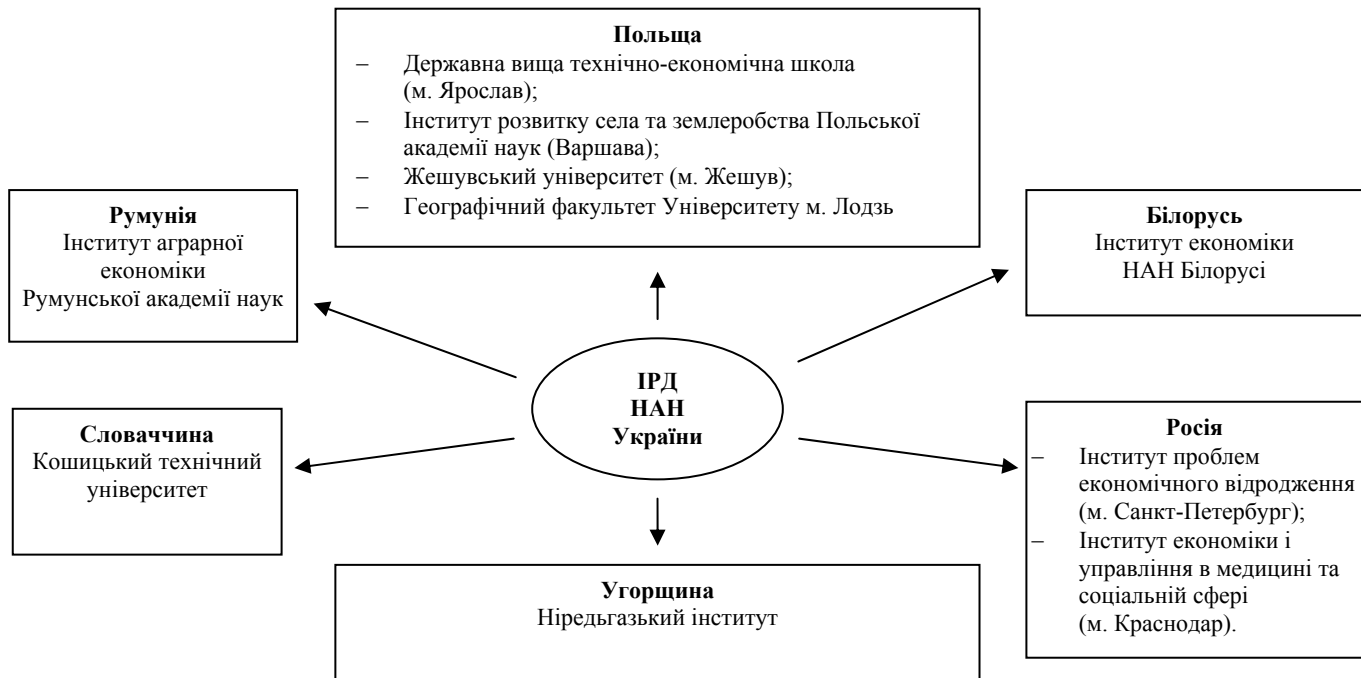 Польща
– Державна вища технічно-економічна школа
(м. Ярослав);
– Інститут розвитку села та землеробства Польської
академії наук (Варшава);
– Жешувський університет (м. Жешув);
– Географічний факультет Університету м. Лодзь
Румунія
Інститут аграрної
економіки
Румунської академії наук
Білорусь
Інститут економіки
НАН Білорусі
ІРД
НАН
України
Словаччина
Кошицький технічний
університет
Росія
– Інститут проблем
економічного відродження
(м. Санкт-Петербург);
– Інститут економіки і
управління в медицині та
соціальній сфері
(м. Краснодар).
Угорщина
Ніредьгазький інститут